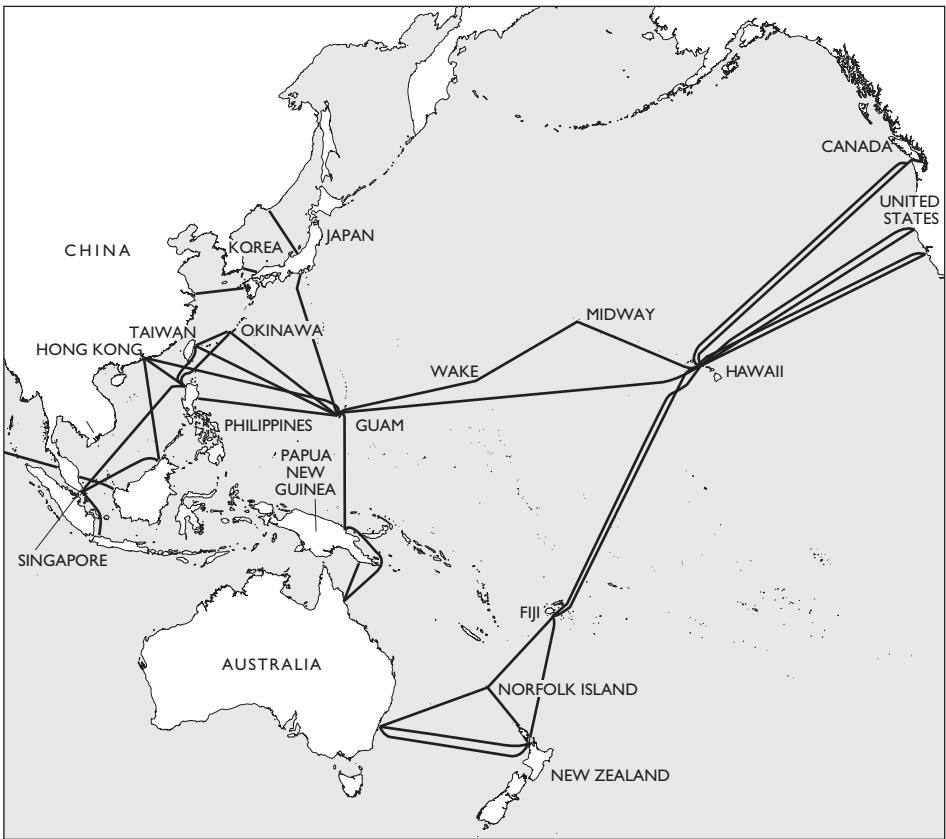 CANADA
UNITED
STATES
CHINA
KOREA
JAPAN
TAIWAN
OKINAWA
HONG KONG
MIDWAY
WAKE
HAWAII
PHILIPPINES
GUAM
PAPUA
NEW
GUINEA
SINGAPORE
FIJI
AUSTRALIA
NORFOLK ISLAND
NEW ZEALAND